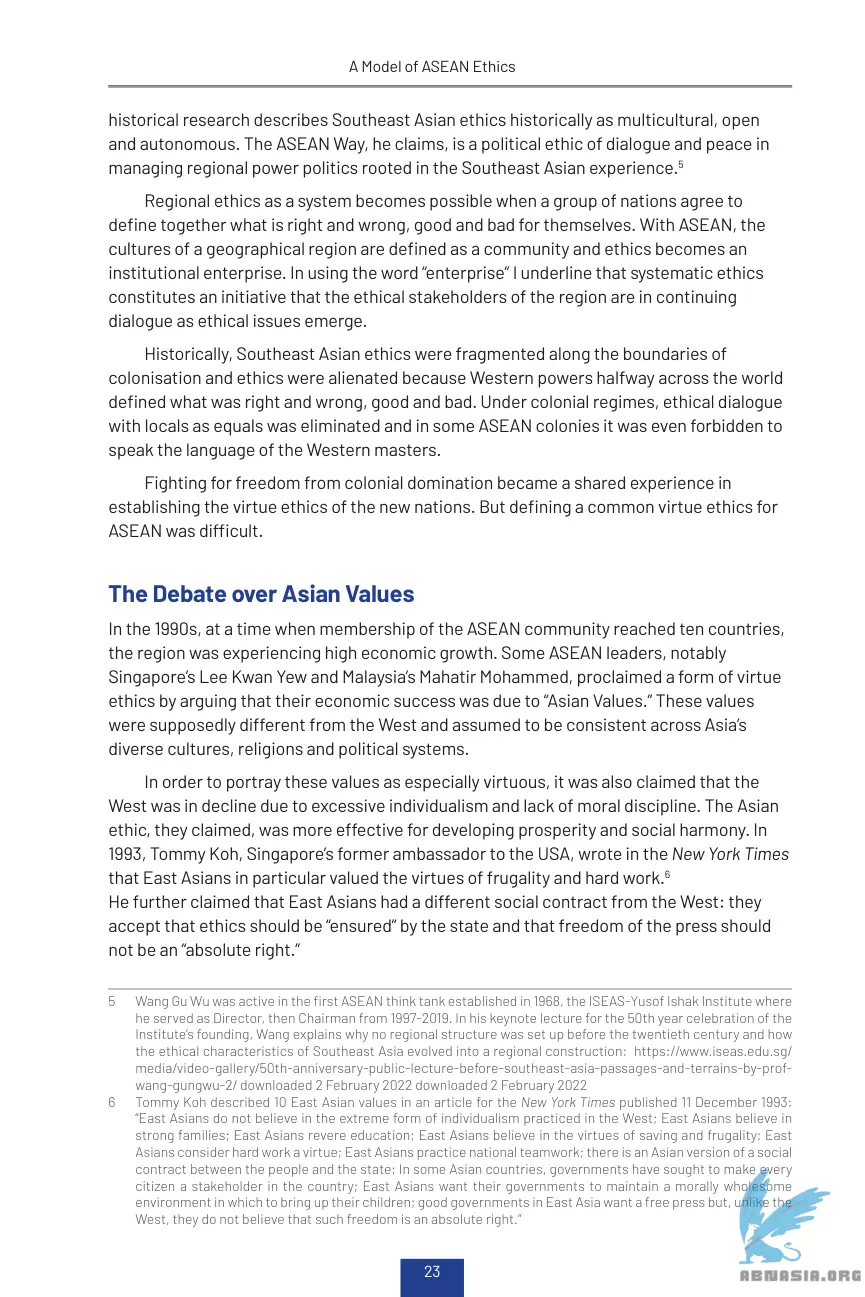 A Model of ASEAN Ethics
historical research describes Southeast Asian ethics historically as multicultural, open
and autonomous. The ASEAN Way, he claims, is a political ethic of dialogue and peace in
managing regional power politics rooted in the Southeast Asian experience.5
Regional ethics as a system becomes possible when a group of nations agree to
define together what is right and wrong, good and bad for themselves. With ASEAN, the
cultures of a geographical region are defined as a community and ethics becomes an
institutional enterprise. In using the word “enterprise” I underline that systematic ethics
constitutes an initiative that the ethical stakeholders of the region are in continuing
dialogue as ethical issues emerge.
Historically, Southeast Asian ethics were fragmented along the boundaries of
colonisation and ethics were alienated because Western powers halfway across the world
defined what was right and wrong, good and bad. Under colonial regimes, ethical dialogue
with locals as equals was eliminated and in some ASEAN colonies it was even forbidden to
speak the language of the Western masters.
Fighting for freedom from colonial domination became a shared experience in
establishing the virtue ethics of the new nations. But defining a common virtue ethics for
ASEAN was difficult.
The Debate over Asian Values
In the 1990s, at a time when membership of the ASEAN community reached ten countries,
the region was experiencing high economic growth. Some ASEAN leaders, notably
Singapore’s Lee Kwan Yew and Malaysia’s Mahatir Mohammed, proclaimed a form of virtue
ethics by arguing that their economic success was due to “Asian Values.” These values
were supposedly different from the West and assumed to be consistent across Asia’s
diverse cultures, religions and political systems.
In order to portray these values as especially virtuous, it was also claimed that the
West was in decline due to excessive individualism and lack of moral discipline. The Asian
ethic, they claimed, was more effective for developing prosperity and social harmony. In
1993, Tommy Koh, Singapore’s former ambassador to the USA, wrote in the New York Times
that East Asians in particular valued the virtues of frugality and hard work.6
He further claimed that East Asians had a different social contract from the West: they
accept that ethics should be “ensured” by the state and that freedom of the press should
not be an “absolute right.”
5 Wang Gu Wu was active in the first ASEAN think tank established in 1968, the ISEAS-Yusof Ishak Institute where
he served as Director, then Chairman from 1997-2019. In his keynote lecture for the 50th year celebration of the
Institute’s founding, Wang explains why no regional structure was set up before the twentieth century and how
the ethical characteristics of Southeast Asia evolved into a regional construction: https://www.iseas.edu.sg/
media/video-gallery/50th-anniversary-public-lecture-before-southeast-asia-passages-and-terrains-by-prof-
wang-gungwu-2/ downloaded 2 February 2022 downloaded 2 February 2022
6 Tommy Koh described 10 East Asian values in an article for the New York Times published 11 December 1993:
“East Asians do not believe in the extreme form of individualism practiced in the West; East Asians believe in
strong families; East Asians revere education; East Asians believe in the virtues of saving and frugality; East
Asians consider hard work a virtue; East Asians practice national teamwork; there is an Asian version of a social
contract between the people and the state; In some Asian countries, governments have sought to make every
citizen a stakeholder in the country; East Asians want their governments to maintain a morally wholesome
environment in which to bring up their children; good governments in East Asia want a free press but, unlike the
West, they do not believe that such freedom is an absolute right.”
23
ABNASIA.ORG